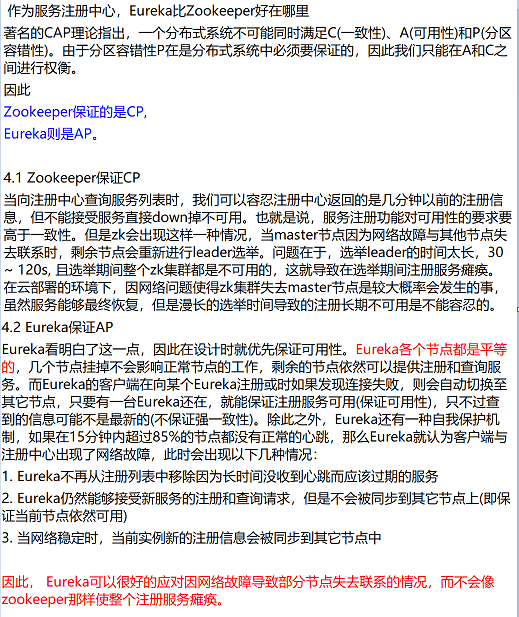 作为服务注册中心，Eureka比Zookeeper好在哪里
著名的CAP理论指出，一个分布式系统不可能同时满足C(一致性)、A(可用性)和P(分区
容错性)。由于分区容错性P在是分布式系统中必须要保证的，因此我们只能在A和C之
间进行权衡。
因此
Zookeeper保证的是CP,
Eureka则是AP。
4.1 Zookeeper保证CP
当向注册中心查询服务列表时，我们可以容忍注册中心返回的是几分钟以前的注册信
息，但不能接受服务直接down掉不可用。也就是说，服务注册功能对可用性的要求要
高于一致性。但是zk会出现这样一种情况，当master节点因为网络故障与其他节点失
去联系时，剩余节点会重新进行leader选举。问题在于，选举leader的时间太长，30
~ 120s, 且选举期间整个zk集群都是不可用的，这就导致在选举期间注册服务瘫痪。
在云部署的环境下，因网络问题使得zk集群失去master节点是较大概率会发生的事，
虽然服务能够最终恢复，但是漫长的选举时间导致的注册长期不可用是不能容忍的。
4.2 Eureka保证AP
Eureka看明白了这一点，因此在设计时就优先保证可用性。Eureka各个节点都是平等
的，几个节点挂掉不会影响正常节点的工作，剩余的节点依然可以提供注册和查询服
务。而Eureka的客户端在向某个Eureka注册或时如果发现连接失败，则会自动切换至
其它节点，只要有一台Eureka还在，就能保证注册服务可用(保证可用性)，只不过查
到的信息可能不是最新的(不保证强一致性)。除此之外，Eureka还有一种自我保护机
制，如果在15分钟内超过85%的节点都没有正常的心跳，那么Eureka就认为客户端与
注册中心出现了网络故障，此时会出现以下几种情况：
1. Eureka不再从注册列表中移除因为长时间没收到心跳而应该过期的服务
2. Eureka仍然能够接受新服务的注册和查询请求，但是不会被同步到其它节点上(即保
证当前节点依然可用)
3. 当网络稳定时，当前实例新的注册信息会被同步到其它节点中
因此， Eureka可以很好的应对因网络故障导致部分节点失去联系的情况，而不会像
zookeeper那样使整个注册服务瘫痪。